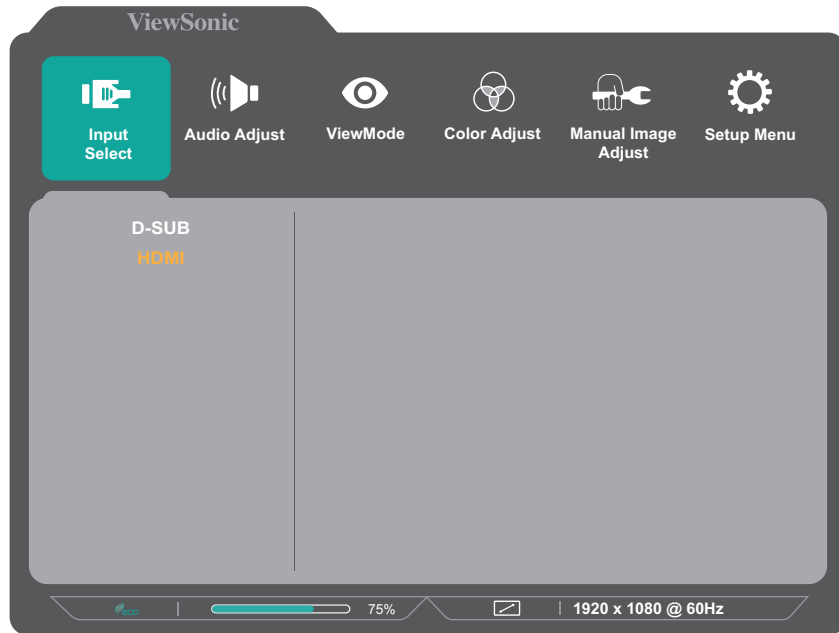 ViewSonic
Input
Select
Audio Adjust
ViewMode
Color Adjust
Manual Image
Adjust
Setup Menu
D-SUB
HDMI
eco
75%
1920 x 1080 @ 60Hz